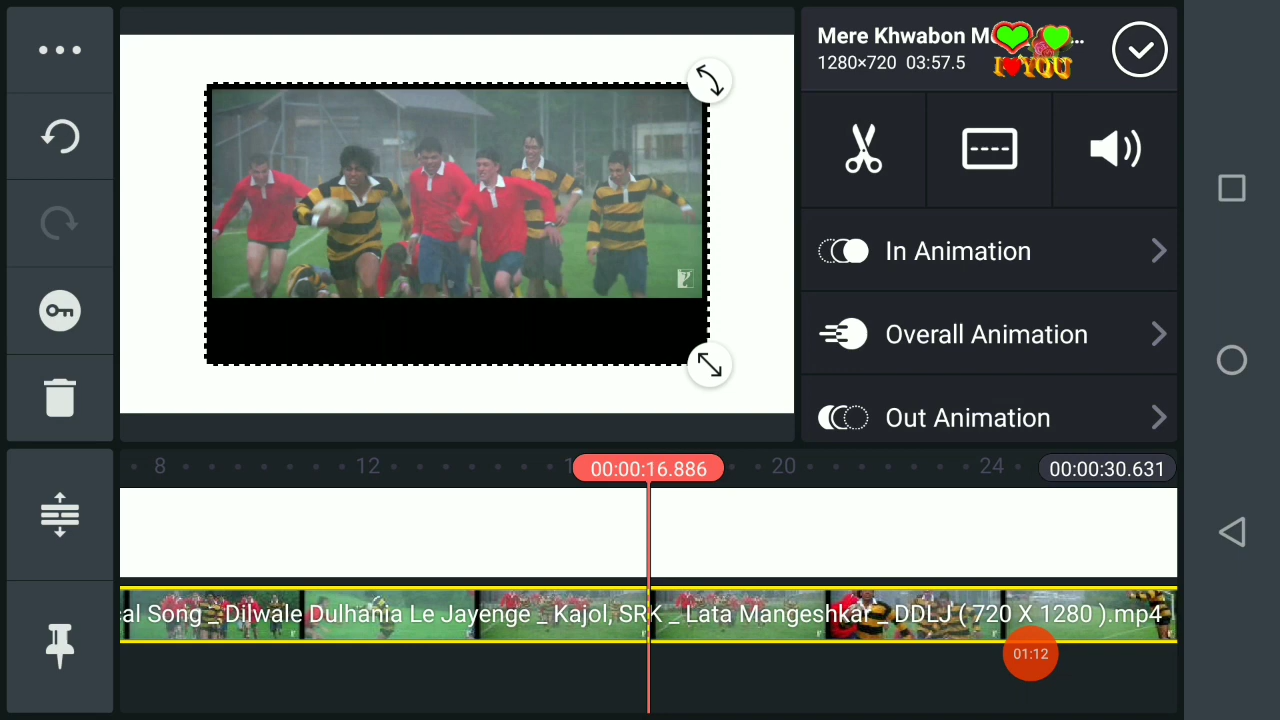 Mere Khwabon M
...
I YOU
1280×720 03:57.5
In Animation
Overall Animation
Out Animation
8
12
1
00:00:16.886
20
24
00:00:30.631
al Song _ Dilwale Dulhania Le Jayenge _ Kajol, SRK _ Lata Mangeshkar _ DDLJ ( 720 X 1280 ).mp4
01:12